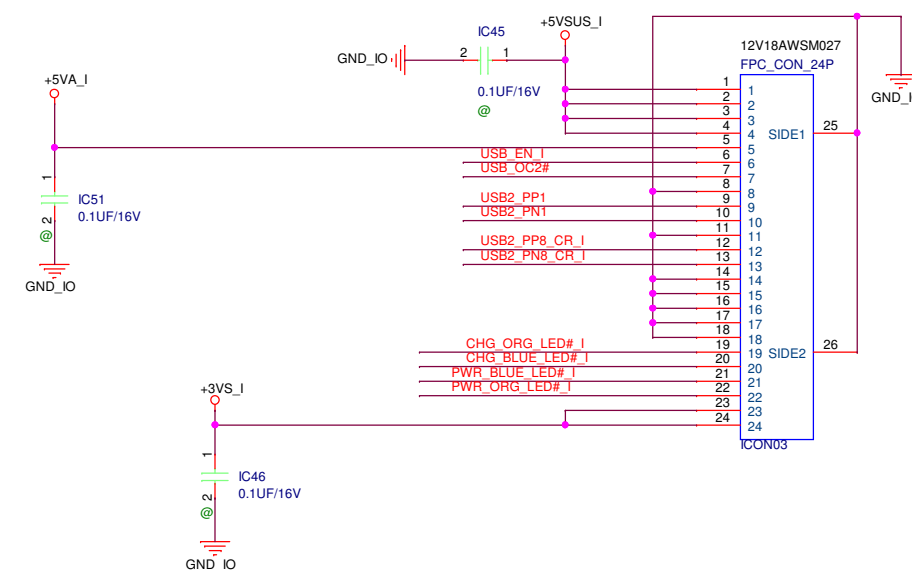 +5VSUS_I
IC45
GND_IO
2
1
0.1UF/16V
@
12V18AWSM027
FPC_CON_24P
GND_I
+5VA_I
1
IC51
0.1UF/16V
2
@
GND_IO
1 1
2 2
3 3
4 4
SIDE1 25
5 5
USB_EN_I 6 6
USB_OC2# 7 7
8 8
USB2_PP1 9 9
USB2_PN1 10 10
11 11
USB2_PP8_CR_I 12 12
USB2_PN8_CR_I 13 13
14 14
15 15
16 16
17 17
18 18
CHG_ORG_LED#_I 19 19 SIDE2 26
CHG_BLUE_LED#_I 20 20
PWR_BLUE_LED#_I 21 21
PWR_ORG_LED#_I 22 22
23 23
24 24
ICON03
+3VS_I
1
IC46
0.1UF/16V
2
@
GND_IO